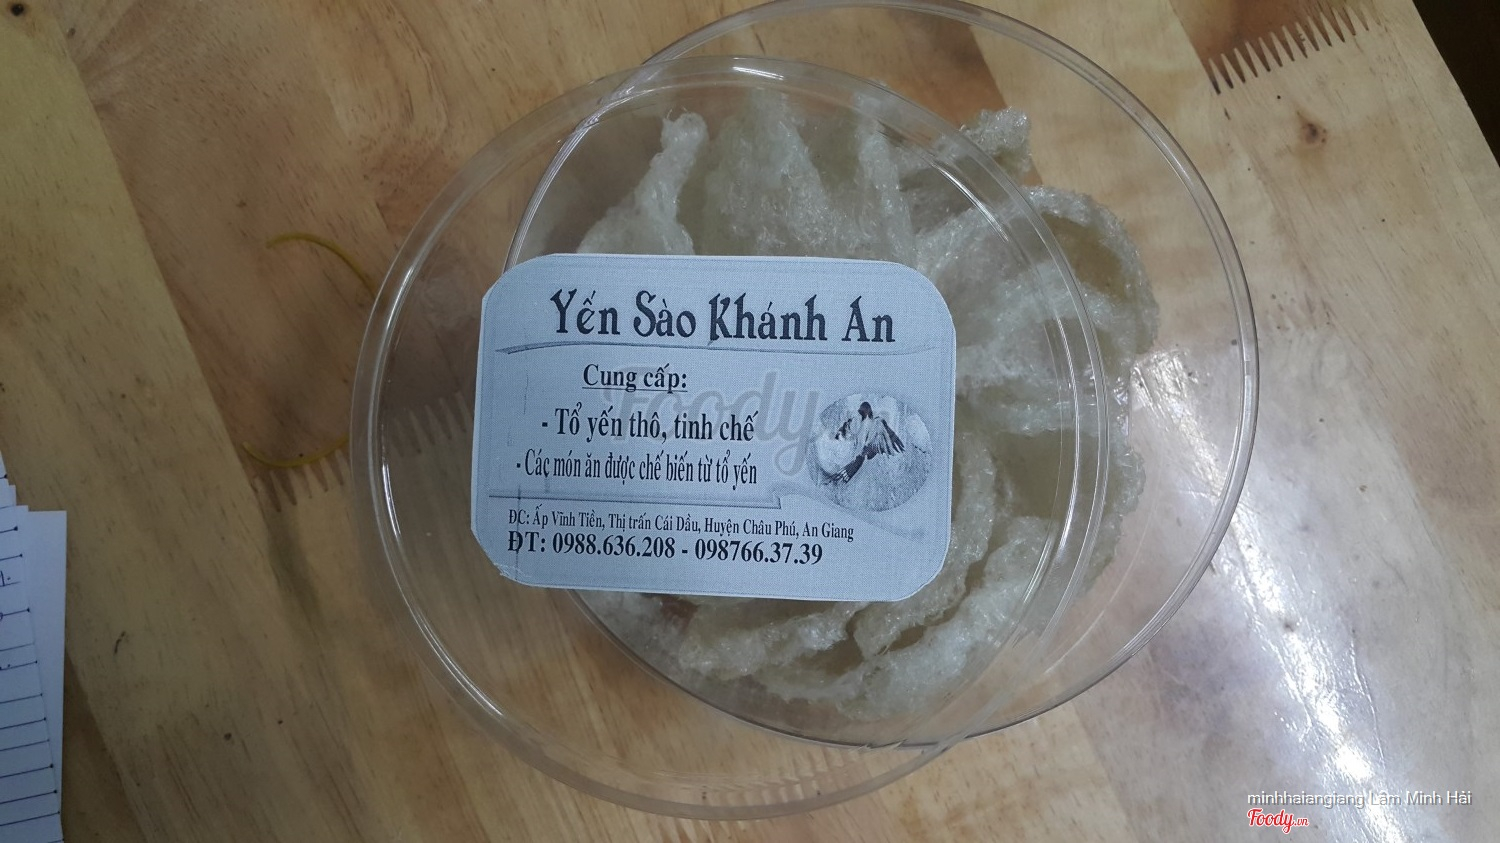 Yến Sào Khánh An
Cung cấp:
- Tổ yến thô, tinh chế
- Các món ăn được chế biến từ tổ yến
ĐC: Ấp Vĩnh Tiền, Thị trấn Cái Dầu, Huyện Châu Phú, An Giang
ĐT: 0988.636.208 - 098766.37.39
Foody.vn
minhhaiangiang Lâm Minh Hải
Foody.vn